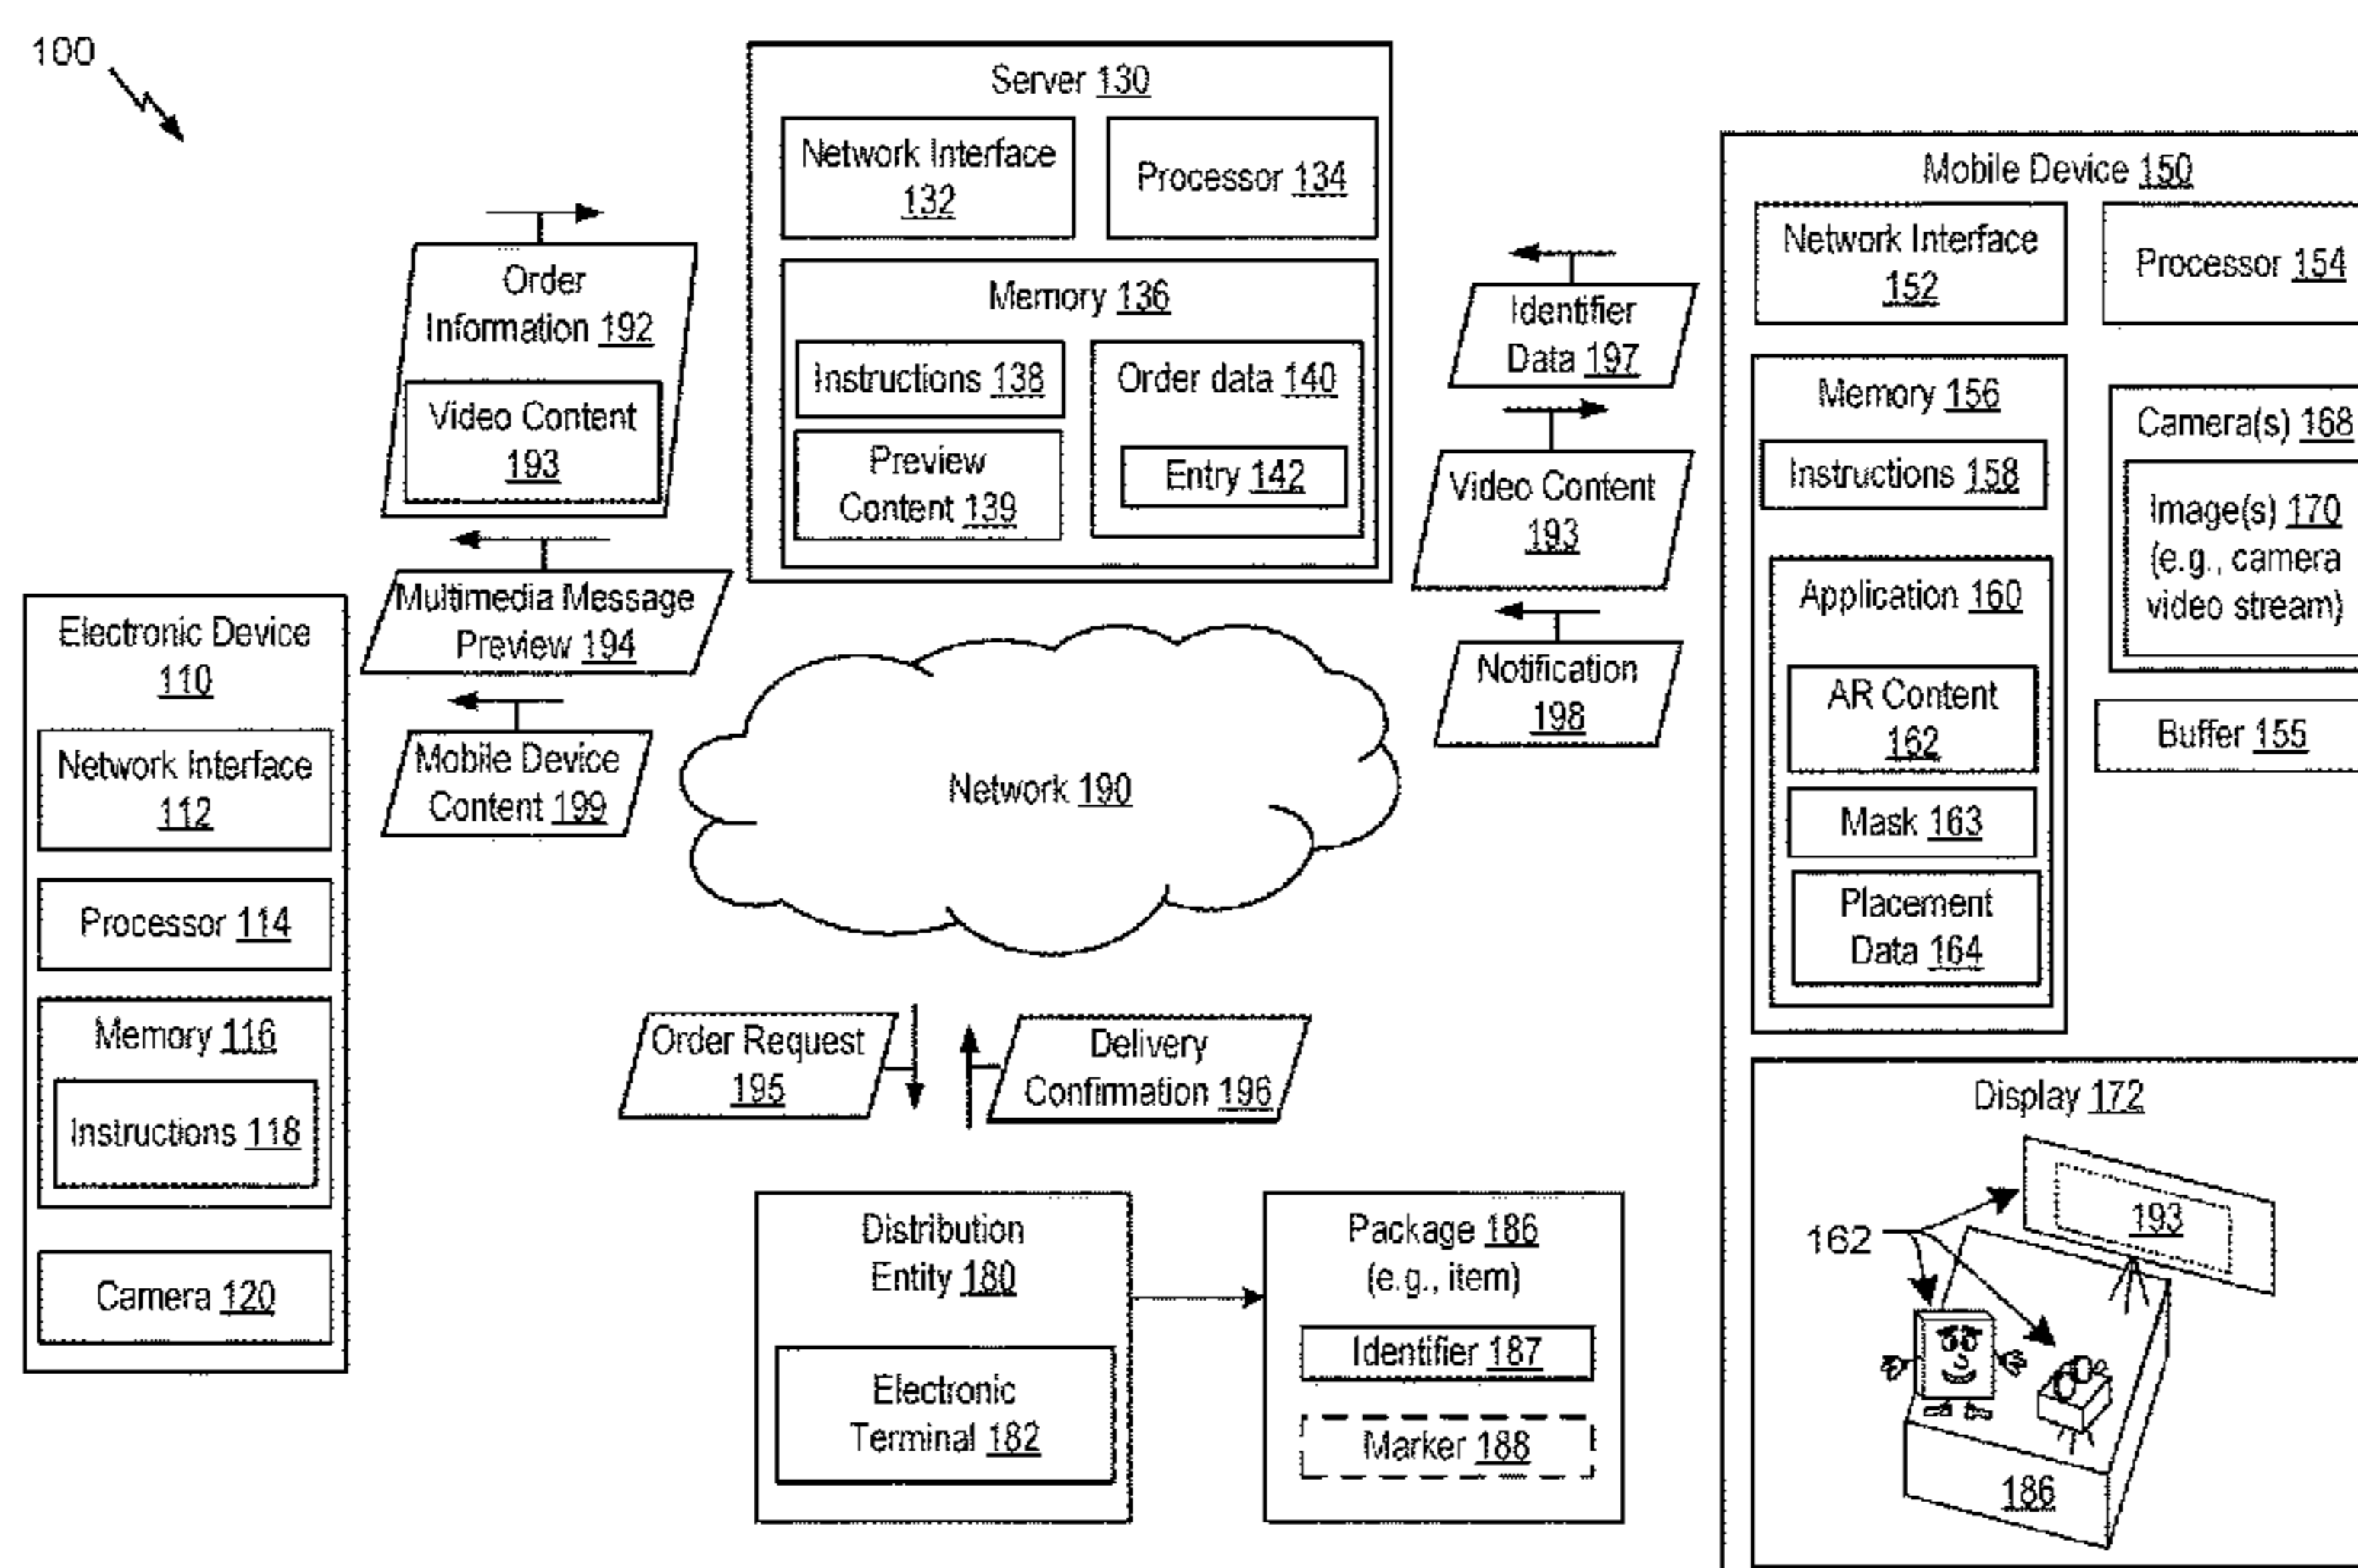 100
Server 130
Network Interface
132
Processor 134
Memory 136
Instructions 138
Preview
Content 139
Order data 140
Entry 142
Order
Information 192
Video Content
193
Multimedia Message
Preview 194
Mobile Device
Content 199
Electronic Device
110
Network Interface
112
Processor 114
Memory 116
Instructions 118
Camera 120
Network 190
Identifier
Data 197
Video Content
193
Notification
198
Order Request
195
Delivery
Confirmation 196
Distribution
Entity 180
Electronic
Terminal 182
Package 186
(e.g., item)
Identifier 187
Marker 188
Mobile Device 150
Network Interface
152
Processor 154
Memory 156
Instructions 158
Application 160
AR Content
162
Mask 163
Placement
Data 164
Camera(s) 168
Image(s) 170
(e.g., camera
video stream)
Buffer 155
Display 172
193
162
186